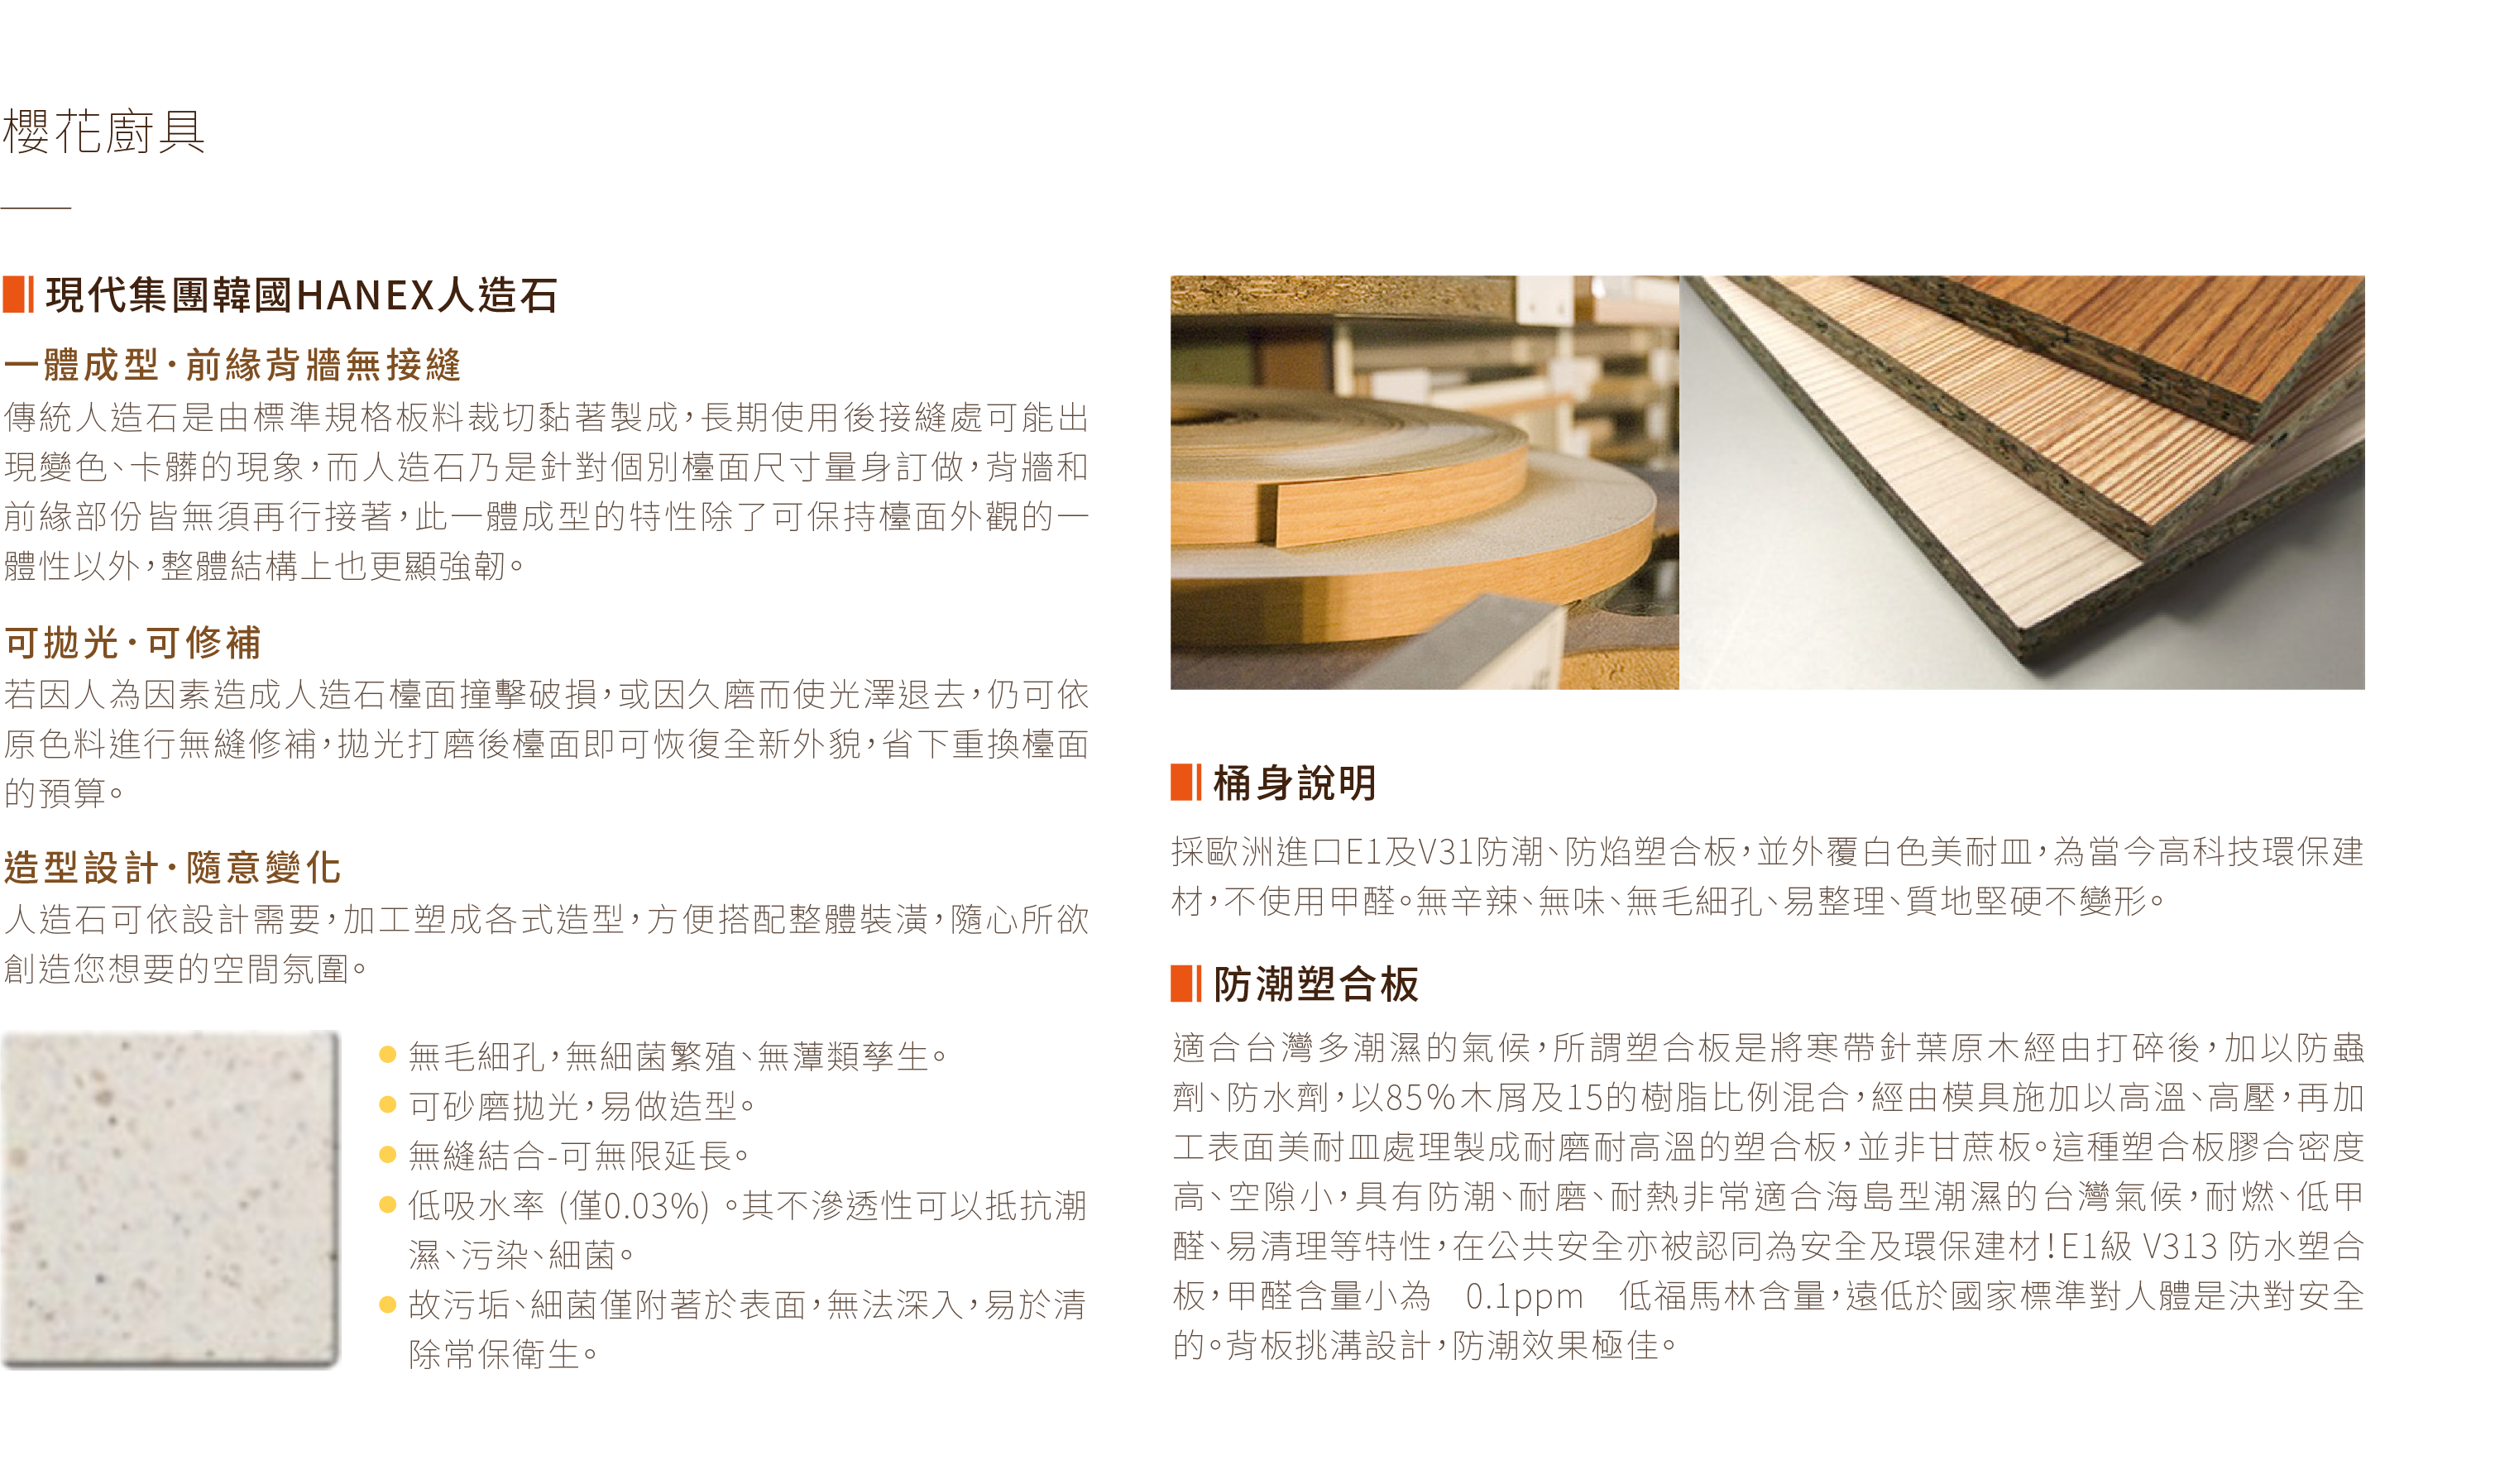 櫻花廚具
現代集團韓國HANEX人造石
一體成型·前緣背牆無接縫
傳統人造石是由標準規格板料裁切黏著製成，長期使用後接縫處可能出
現變色、卡髒的現象，而人造石乃是針對個別檯面尺寸量身訂做，背牆和
前緣部份皆無須再行接著，此一體成型的特性除了可保持檯面外觀的一
體性以外，整體結構上也更顯強韌。
可拋光·可修補
若因人為因素造成人造石檯面撞擊破損，或因久磨而使光澤退去，仍可依
原色料進行無縫修補，拋光打磨後檯面即可恢復全新外貌，省下重換檯面
的預算。
造型設計·隨意變化
人造石可依設計需要，加工塑成各式造型，方便搭配整體裝潢，隨心所欲
創造您想要的空間氛圍。
無毛細孔，無細菌繁殖、無薻類孳生。
可砂磨拋光，易做造型。
無縫結合-可無限延長。
低吸水率 (僅0.03%) 。其不滲透性可以抵抗潮
濕、污染、細菌。
故污垢、細菌僅附著於表面，無法深入，易於清
除常保衛生。
桶身說明
採歐洲進口E1及V31防潮、防焰塑合板，並外覆白色美耐皿，為當今高科技環保建
材，不使用甲醛。無辛辣、無味、無毛細孔、易整理、質地堅硬不變形。
防潮塑合板
適合台灣多潮濕的氣候，所謂塑合板是將寒帶針葉原木經由打碎後，加以防蟲
劑、防水劑，以85%木屑及15的樹脂比例混合，經由模具施加以高溫、高壓，再加
工表面美耐皿處理製成耐磨耐高溫的塑合板，並非甘蔗板。這種塑合板膠合密度
高、空隙小，具有防潮、耐磨、耐熱非常適合海島型潮濕的台灣氣候，耐燃、低甲
醛、易清理等特性，在公共安全亦被認同為安全及環保建材！E1級 V313 防水塑合
板，甲醛含量小為　0.1ppm　低福馬林含量，遠低於國家標準對人體是決對安全
的。背板挑溝設計，防潮效果極佳。